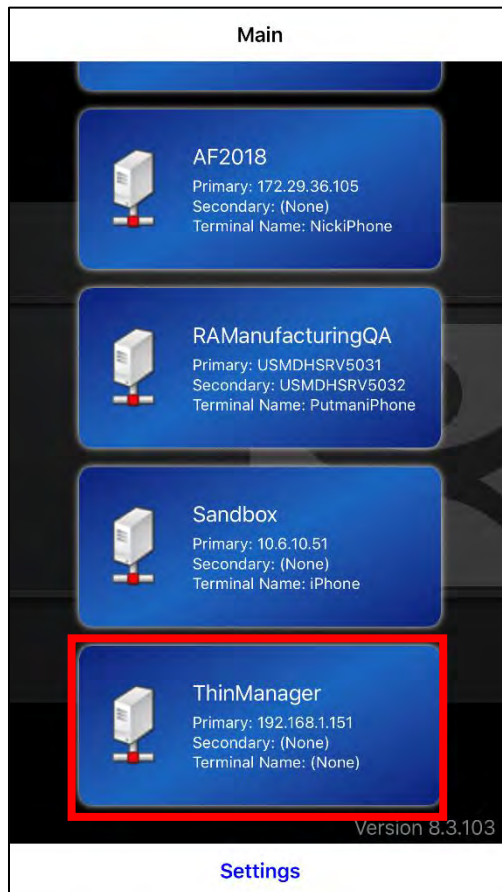 Main
AF2018
Primary: 172.29.36.105
Secondary: (None)
Terminal Name: NickiPhone
RAManufacturingQA
Primary: USMDHSRV5031
Secondary: USMDHSRV5032
Terminal Name: PutmaniPhone
Sandbox
Primary: 10.6.10.51
Secondary: (None)
Terminal Name: iPhone
ThinManager
Primary: 192.168.1.151
Secondary: (None)
Terminal Name: (None)
Version 8.3.103
Settings